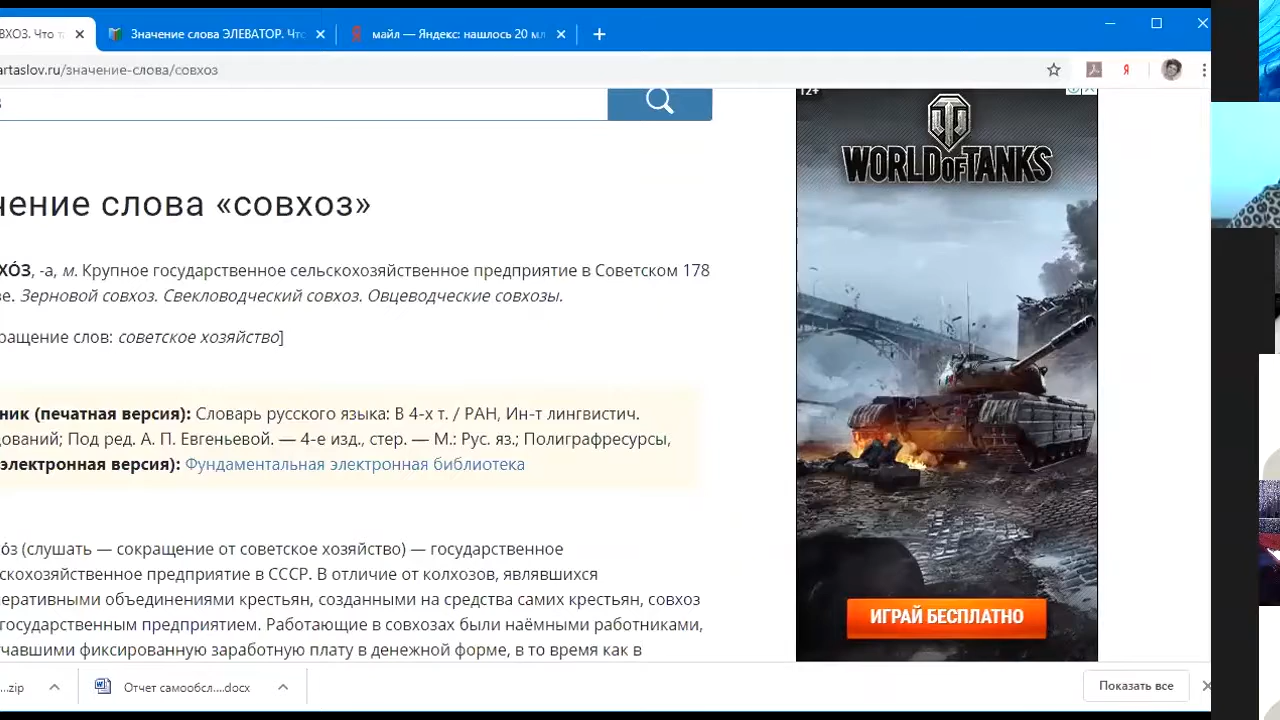 ВХОЗ. Что т
Значение слова ЭЛЕВАТОР. Чтс
майл — Яндекс: нашлось 20 мл
artaslov.ru/значение-слова/совхоз
12+
WORLD OF TANKS
чение слова «совхоз»
ХО́З, -а, м. Крупное государственное сельскохозяйственное предприятие в Советском 178
ве. Зерновой совхоз. Свекловодческий совхоз. Овцеводческие совхозы.
ращение слов: советское хозяйство]
ник (печатная версия): Словарь русского языка: В 4-х т. / РАН, Ин-т лингвистич.
дований; Под ред. А. П. Евгеньевой. — 4-е изд., стер. — М.: Рус. яз.; Полиграфресурсы,
электронная версия): Фундаментальная электронная библиотека
о́з (слушать — сокращение от советское хозяйство) — государственное
скохозяйственное предприятие в СССР. В отличие от колхозов, являвшихся
еративными объединениями крестьян, созданными на средства самих крестьян, совхоз
государственным предприятием. Работающие в совхозах были наёмными работниками,
чавшими фиксированную заработную плату в денежной форме, в то время как в
ИГРАЙ БЕСПЛАТНО
...zip
Отчет самообсл....docx
Показать все